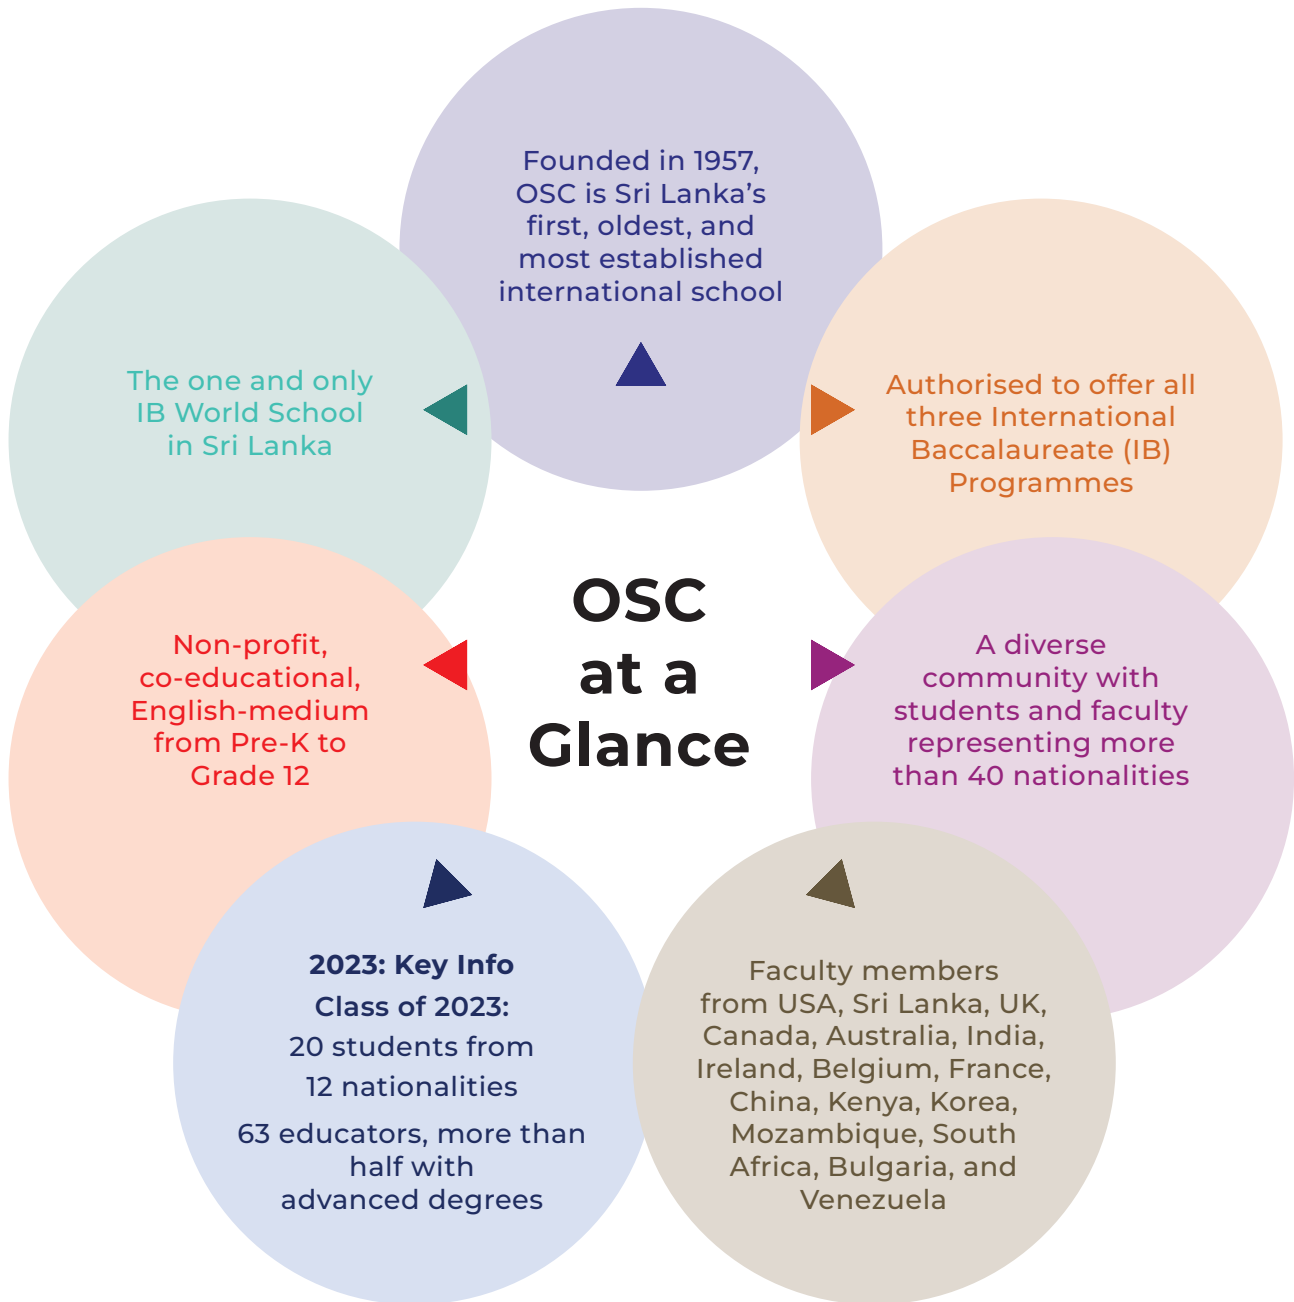 Founded in 1957,
OSC is Sri Lanka’s
first, oldest, and
most established
international school
The one and only
IB World School
in Sri Lanka
Authorised to offer all
three International
Baccalaureate (IB)
Programmes
OSC
at a
Glance
Non-profit,
co-educational,
English-medium
from Pre-K to
Grade 12
A diverse
community with
students and faculty
representing more
than 40 nationalities
2023: Key Info
Class of 2023:
20 students from
12 nationalities
63 educators, more than
half with
advanced degrees
Faculty members
from USA, Sri Lanka, UK,
Canada, Australia, India,
Ireland, Belgium, France,
China, Kenya, Korea,
Mozambique, South
Africa, Bulgaria, and
Venezuela